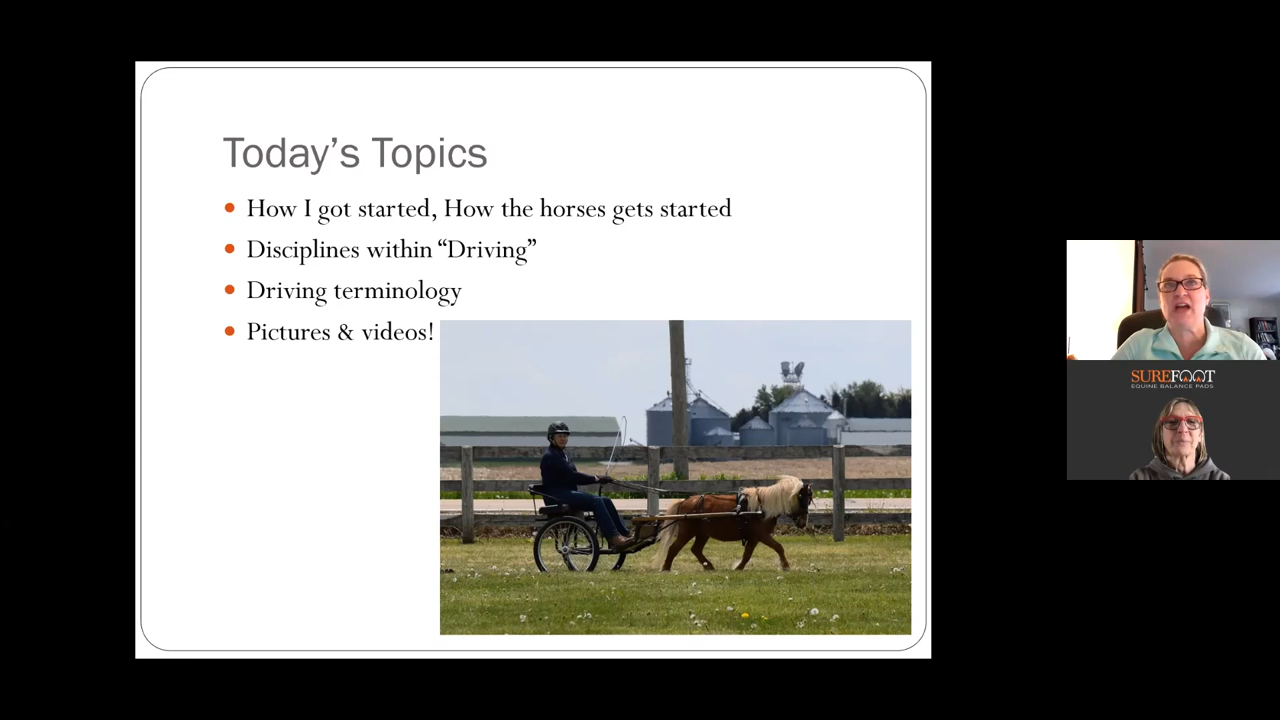 Today’s Topics
How I got started, How the horses gets started
Disciplines within “Driving”
Driving terminology
Pictures & videos!
SUREFOOT
EQUINE BALANCE PADS